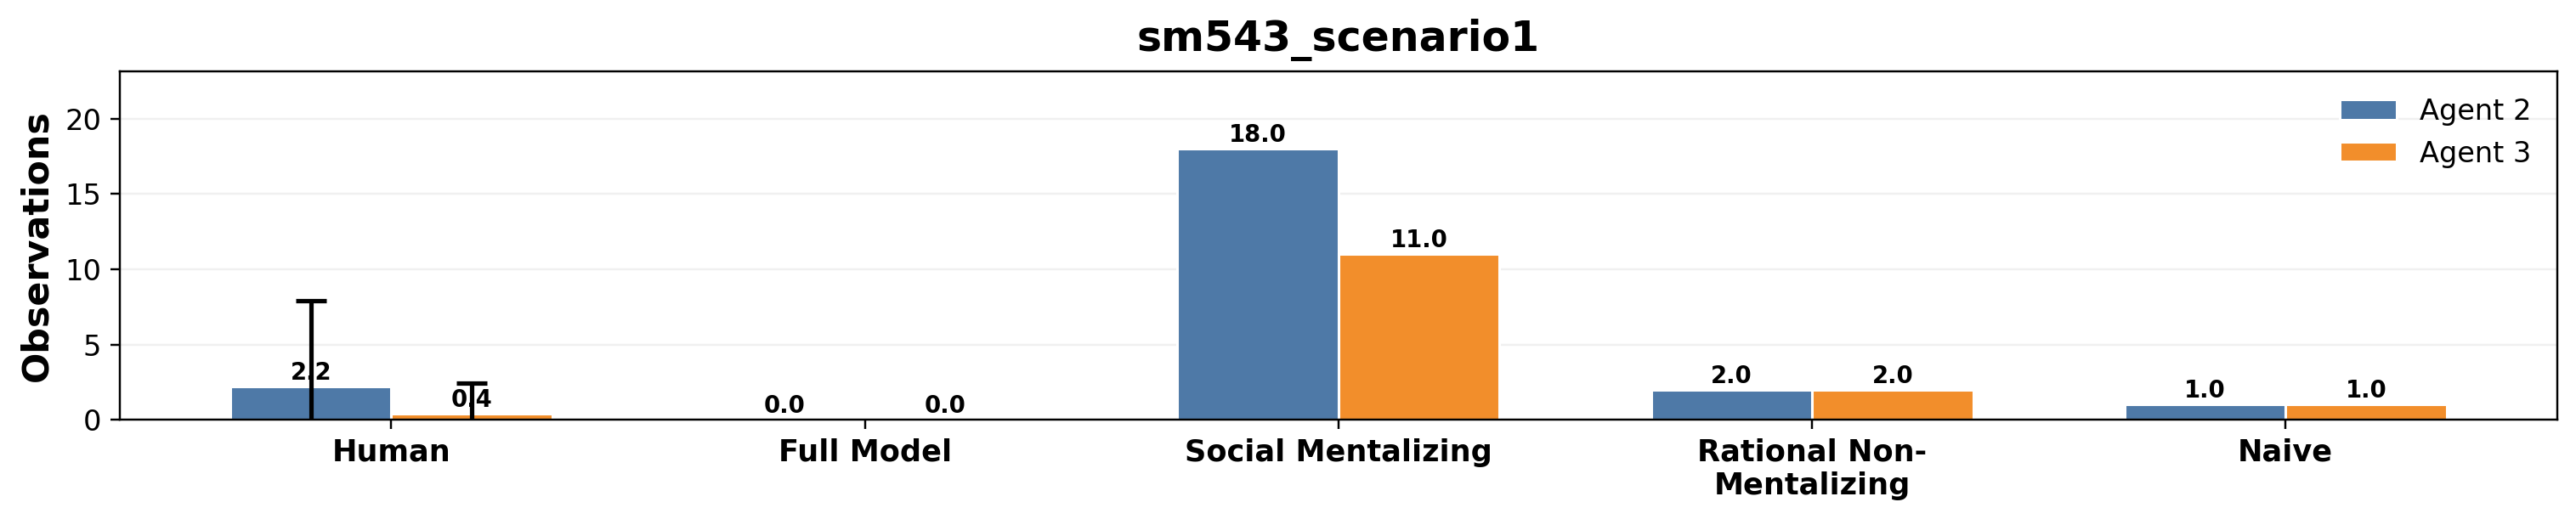 sm543_scenario1
Observations
20
15
10
5
0
Agent 2
Agent 3
2.2
0.4
0.0
0.0
18.0
11.0
2.0
2.0
1.0
1.0
Human
Full Model
Social Mentalizing
Rational Non-
Mentalizing
Naive